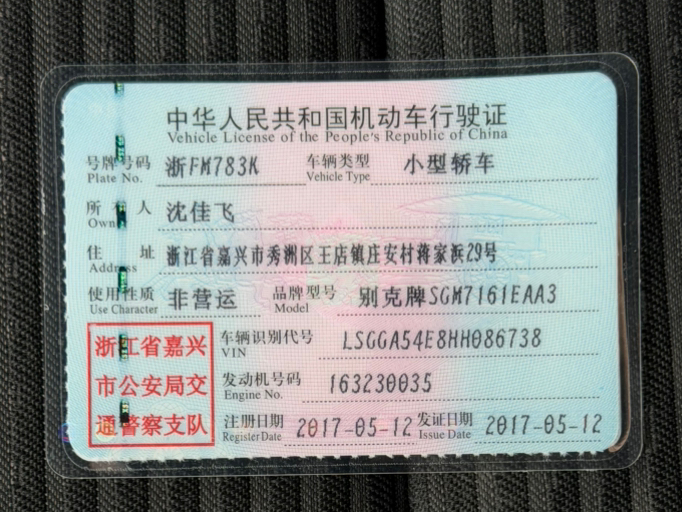 中华人民共和国机动车行驶证
Vehicle License of the People's Republic of China
号牌号码 浙FM783K 车辆类型 小型轿车
Plate No. Vehicle Type
所有人 沈佳飞
Owner
住址 浙江省嘉兴市秀洲区王店镇庄安村蒋家浜29号
Address
使用性质 非营运 品牌型号 别克牌SGM7161EAA3
Use Character Model
浙江省嘉兴
市公安局交
通警察支队
车辆识别代号 LSGGA54E8HH086738
VIN
发动机号码 163230035
Engine No.
注册日期 2017-05-12 发证日期 2017-05-12
Register Date Issue Date